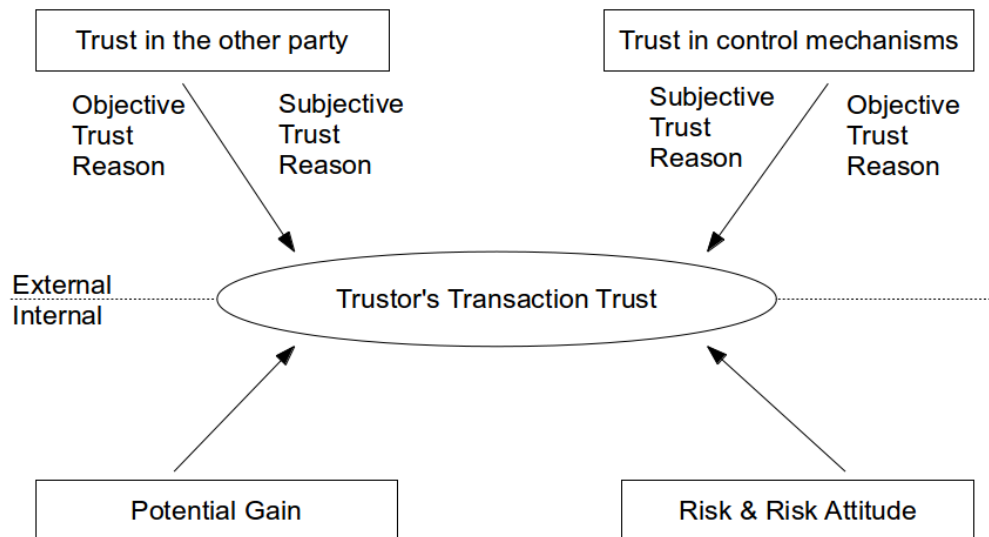 Trust in the other party
Trust in control mechanisms
Objective
Trust
Reason
Subjective
Trust
Reason
Subjective
Trust
Reason
Objective
Trust
Reason
External
Internal
Trustor's Transaction Trust
Potential Gain
Risk & Risk Attitude